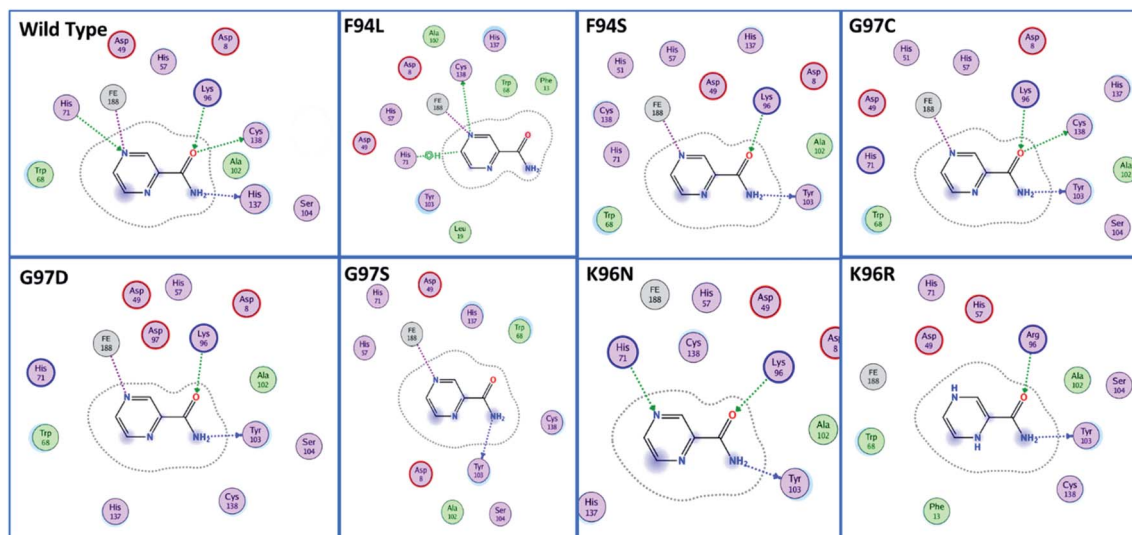 Wild Type
Asp
49
Asp
8
His
57
FE
188
Lys
96
His
71
Cys
138
N
O
Trp
68
Ala
102
N
NH₂
His
137
Ser
104
F94L
Ala
102
His
137
Asp
8
Cys
138
Trp
68
Phe
13
FE
188
His
57
N
O
Asp
49
His
71
H
N
NH₂
Tyr
103
Leu
19
F94S
His
51
His
57
His
137
Asp
49
Asp
8
FE
188
Lys
96
Cys
138
His
71
N
O
Ala
102
N
NH₂
Tyr
103
Trp
68
G97C
His
51
His
57
Asp
8
Asp
49
FE
188
Lys
96
His
137
Cys
138
His
71
N
O
Ala
102
N
NH₂
Tyr
103
Trp
68
Ser
104
G97D
Asp
49
His
57
Asp
8
Asp
97
FE
188
Lys
96
His
71
Ala
102
N
O
Trp
68
N
NH₂
Tyr
103
Ser
104
His
137
Cys
138
G97S
His
71
Asp
49
His
137
Trp
68
FE
188
His
57
N
O
N
NH₂
Cys
138
Asp
8
Tyr
103
Ala
102
Ser
104
K96N
FE
188
His
57
Asp
49
His
71
Cys
138
Asp
8
Lys
96
N
O
Ala
102
N
NH₂
Tyr
103
His
137
K96R
His
71
His
57
Asp
49
Arg
96
FE
188
Ala
102
Ser
104
H
N
O
Trp
68
N
H
NH₂
Tyr
103
Cys
138
Phe
13